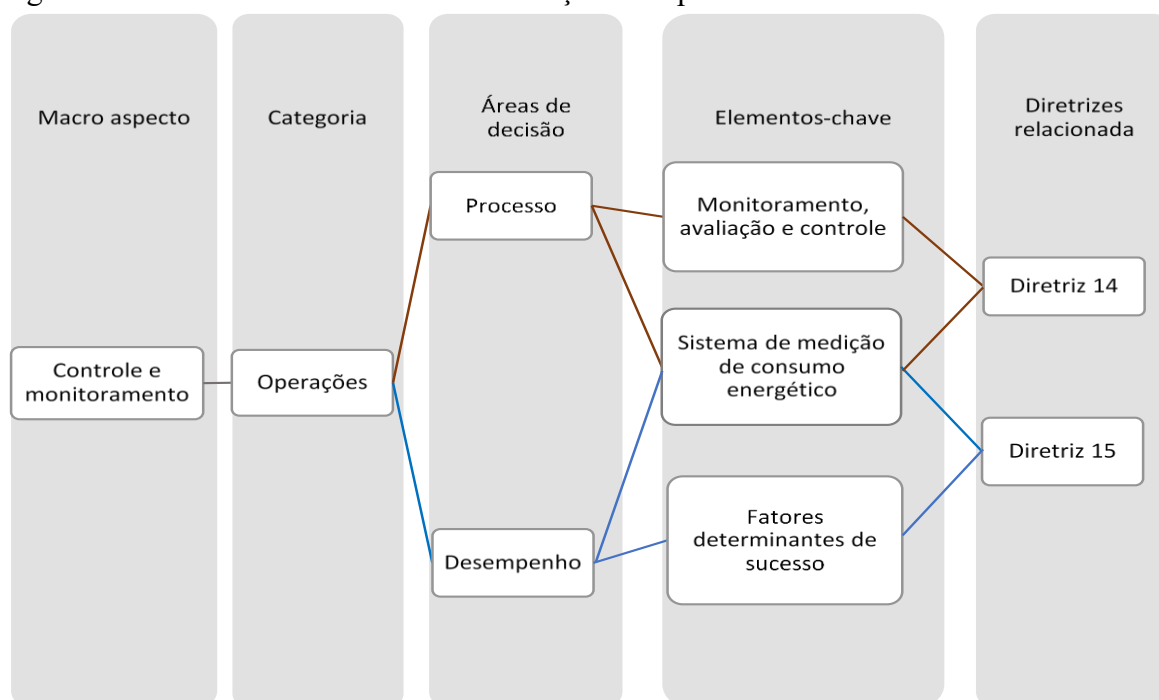 Macro aspecto
Categoria
Áreas de
decisão
Elementos-chave
Diretrizes
relacionada
Processo
Monitoramento,
avaliação e controle
Diretriz 14
Controle e
monitoramento
Operações
Sistema de medição
de consumo
energético
Diretriz 15
Desempenho
Fatores
determinantes de
sucesso